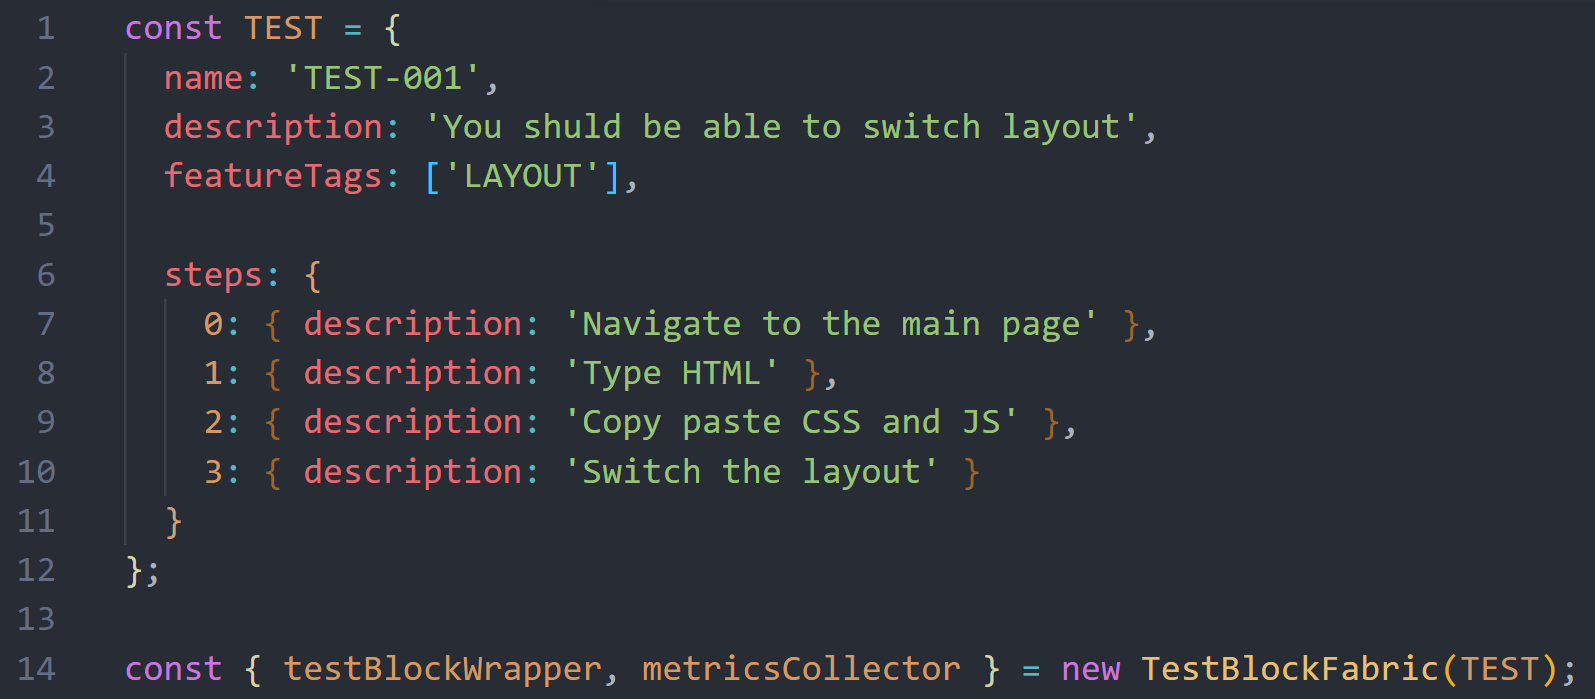 1 const TEST = {
2 name: 'TEST-001',
3 description: 'You shuld be able to switch layout',
4 featureTags: ['LAYOUT'],
5
6 steps: {
7 0: { description: 'Navigate to the main page' },
8 1: { description: 'Type HTML' },
9 2: { description: 'Copy paste CSS and JS' },
10 3: { description: 'Switch the layout' }
11 }
12 };
13
14 const { testBlockWrapper, metricsCollector } = new TestBlockFabric(TEST);